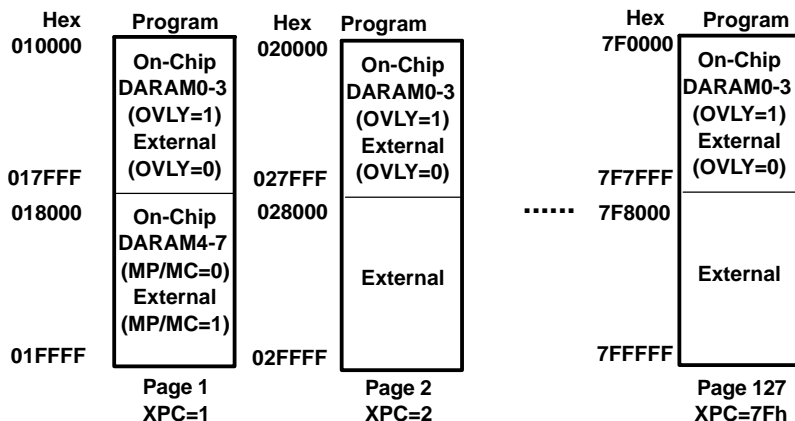 Hex Program
010000
On-Chip
DARAM0-3
(OVLY=1)
External
(OVLY=0)
017FFF
018000
On-Chip
DARAM4-7
(MP/MC=0)
External
(MP/MC=1)
01FFFF
Page 1
XPC=1
Hex Program
020000
On-Chip
DARAM0-3
(OVLY=1)
External
(OVLY=0)
027FFF
028000
External
02FFFF
Page 2
XPC=2
......
Hex Program
7F0000
On-Chip
DARAM0-3
(OVLY=1)
External
(OVLY=0)
7F7FFF
7F8000
External
7FFFFF
Page 127
XPC=7Fh